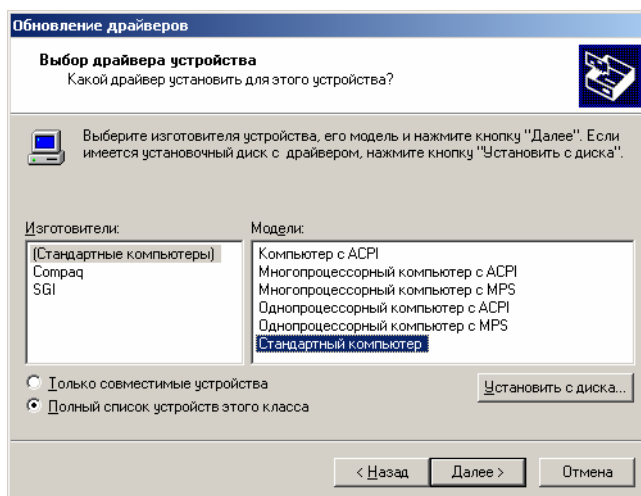 Обновление драйверов
Выбор драйвера устройства
Какой драйвер установить для этого устройства?
Выберите изготовителя устройства, его модель и нажмите кнопку "Далее". Если
имеется установочный диск с драйвером, нажмите кнопку "Установить с диска".
Изготовители:
(Стандартные компьютеры)
Compaq
SGI
Модели:
Компьютер с ACPI
Многопроцессорный компьютер с ACPI
Многопроцессорный компьютер с MPS
Однопроцессорный компьютер с ACPI
Однопроцессорный компьютер с MPS
Стандартный компьютер
Только совместимые устройства
Полный список устройств этого класса
Установить с диска...
< Назад
Далее >
Отмена